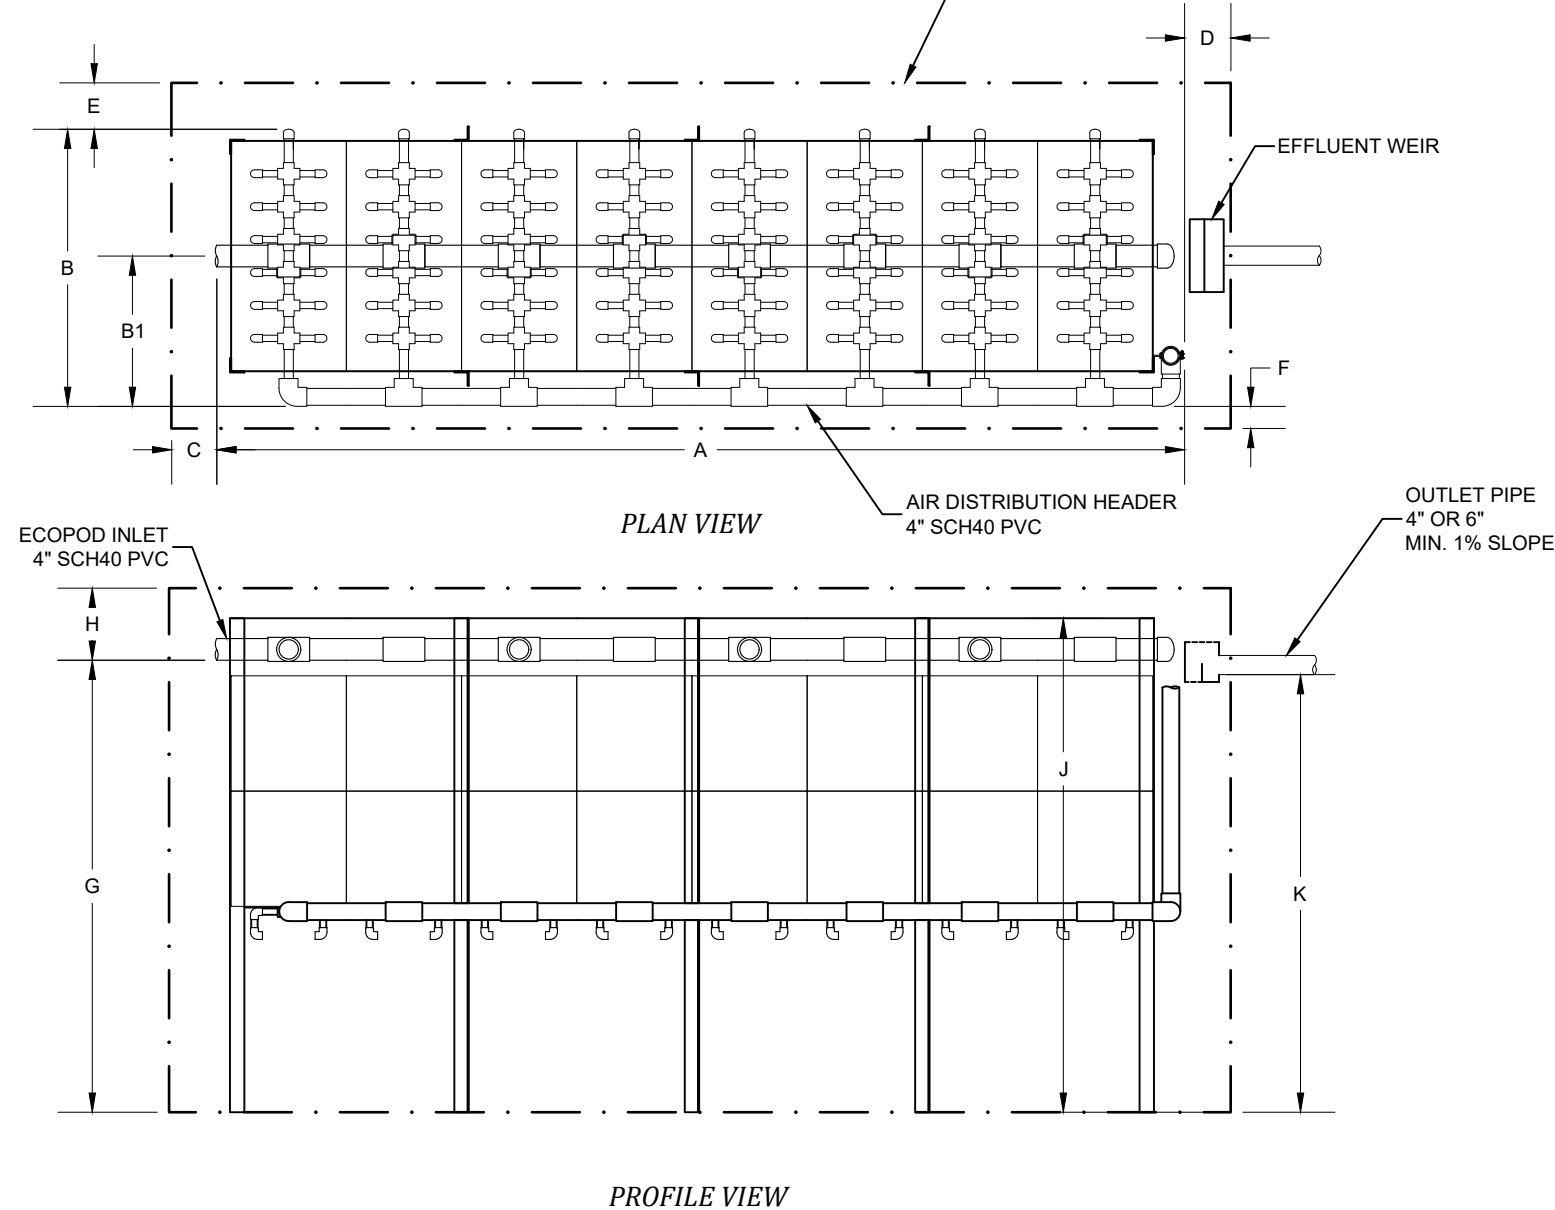 D
E
EFFLUENT WEIR
B
B1
F
C
A
AIR DISTRIBUTION HEADER
4" SCH40 PVC
PLAN VIEW
OUTLET PIPE
4" OR 6"
MIN. 1% SLOPE
ECOPOD INLET
4" SCH40 PVC
H
J
G
K
PROFILE VIEW